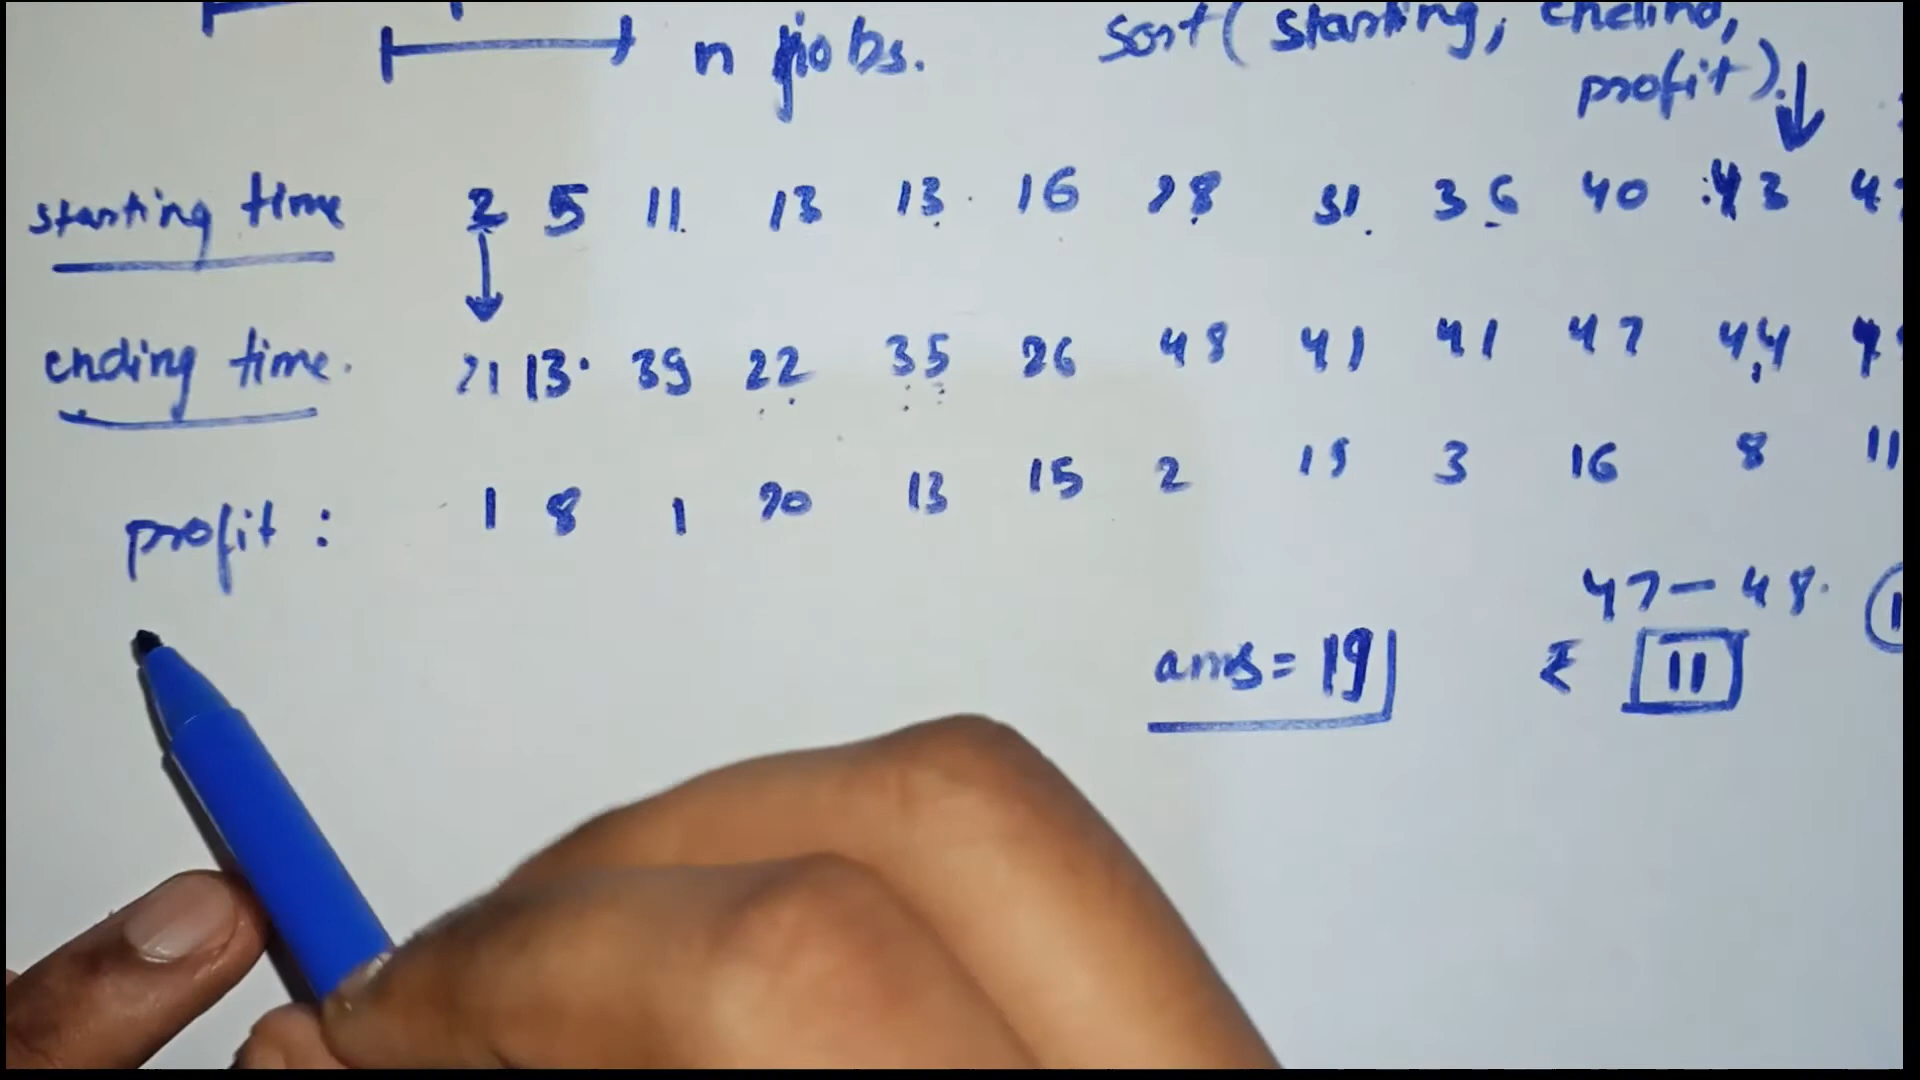 n jobs.
sort( starting, ending,
profit).
starting time 2 5 11 13 13 16 28 31 36 40 43
ending time. 21 13 39 22 35 26 48 41 41 47 44
profit : 1 8 1 20 13 15 2 19 3 16 8 11
47 - 48.
ans = 19 11